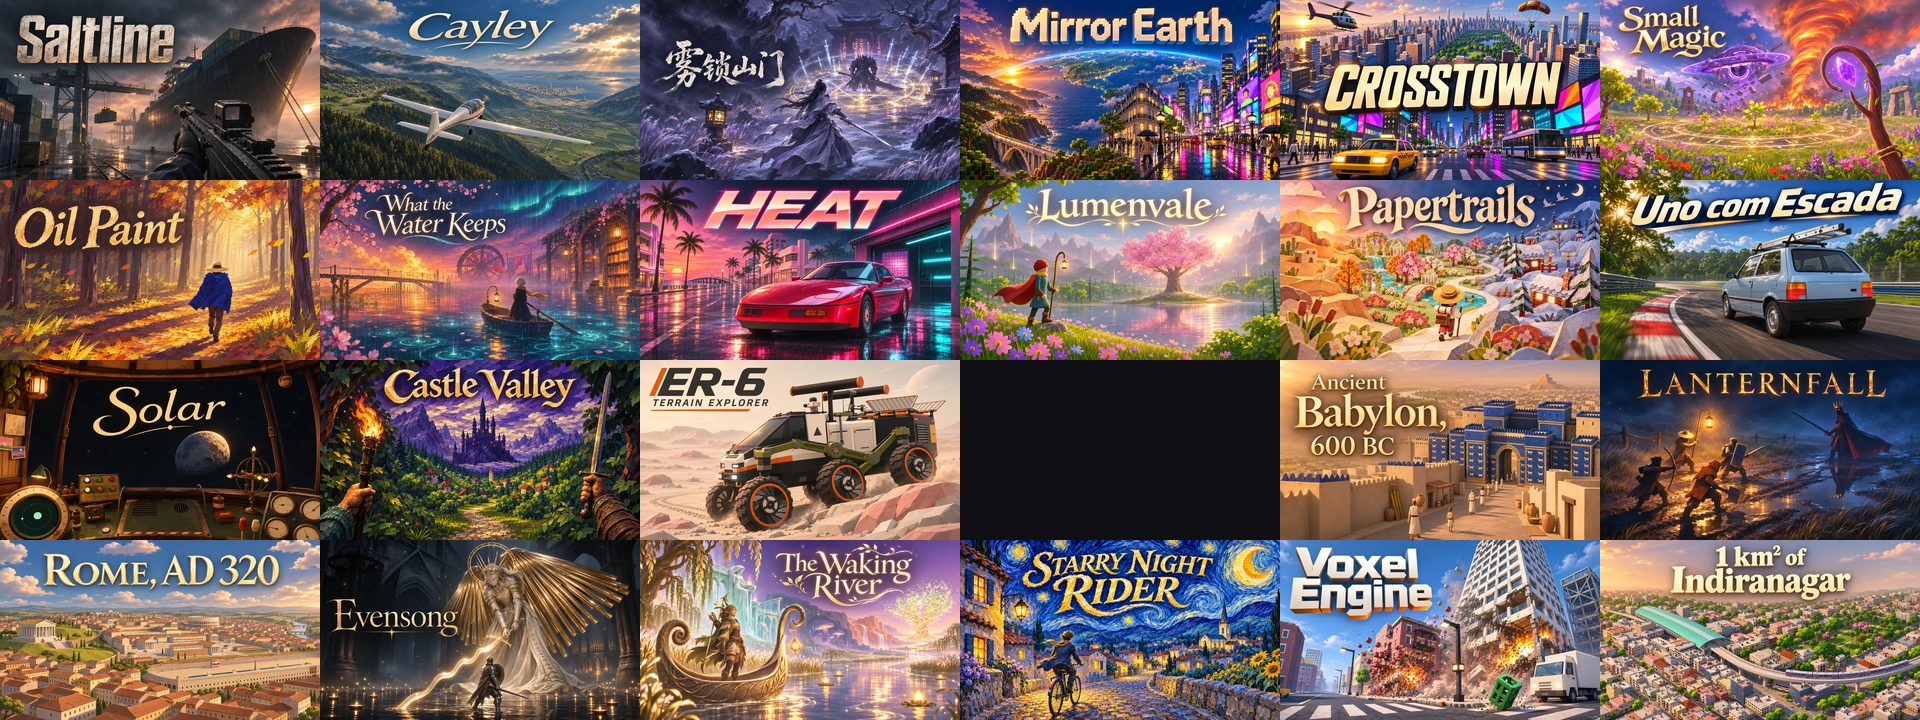 Saltline
Cayley
雾锁山门
Mirror Earth
CROSSTOWN
Small
Magic
Oil Paint
What the
Water Keeps
HEAT
Lumenvale
Papertrails
Uno com Escada
Solar
Castle Valley
ER-6
TERRAIN EXPLORER
Ancient
Babylon,
600 BC
LANTERNFALL
ROME, AD 320
Evensong
The Waking
River
STARRY NIGHT
RIDER
Voxel
Engine
1 km² of
Indiranagar